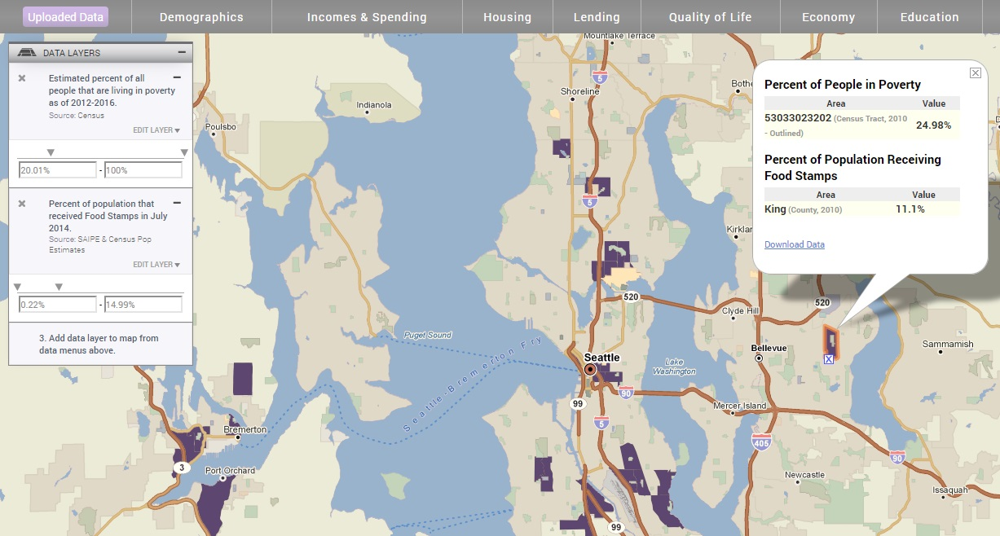 Uploaded Data
Demographics
Incomes & Spending
Housing
Lending
Quality of Life
Economy
Education
DATA LAYERS
Estimated percent of all
people that are living in poverty
as of 2012-2016.
Source: Census
EDIT LAYER
20.01% - 100%
Percent of population that
received Food Stamps in July
2014.
Source: SAIPE & Census Pop
Estimates
EDIT LAYER
0.22% - 14.99%
3. Add data layer to map from
data menus above.
Percent of People in Poverty
Area Value
53033023202 (Census Tract, 2010
- Outlined)
24.98%
Percent of Population Receiving
Food Stamps
Area Value
King (County, 2010) 11.1%
Download Data
Mountlake Terrace
5
Shoreline
Indianola
Poulsbo
5
520
520
Clyde Hill
Puget Sound
Seattle-Bremerton Fry
Seattle
Lake
Washington
Bellevue
Sammamish
90
99
Mercer Island
5
405
Bremerton
3
Port Orchard
90
Newcastle
Issaquah
99